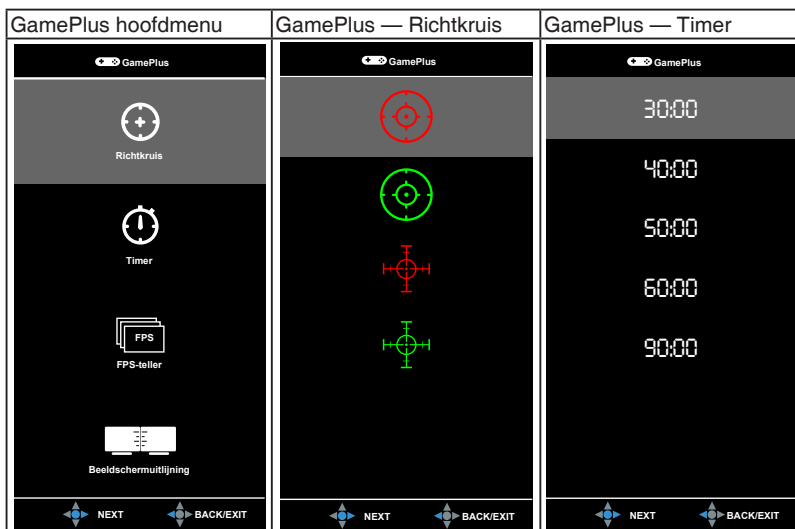 GamePlus hoofdmenu
GamePlus
Richtkruis
Timer
FPS
FPS-teller
Beeldschermuitlijning
NEXT BACK/EXIT
GamePlus — Richtkruis
GamePlus
NEXT BACK/EXIT
GamePlus — Timer
GamePlus
30:00
40:00
50:00
60:00
90:00
NEXT BACK/EXIT